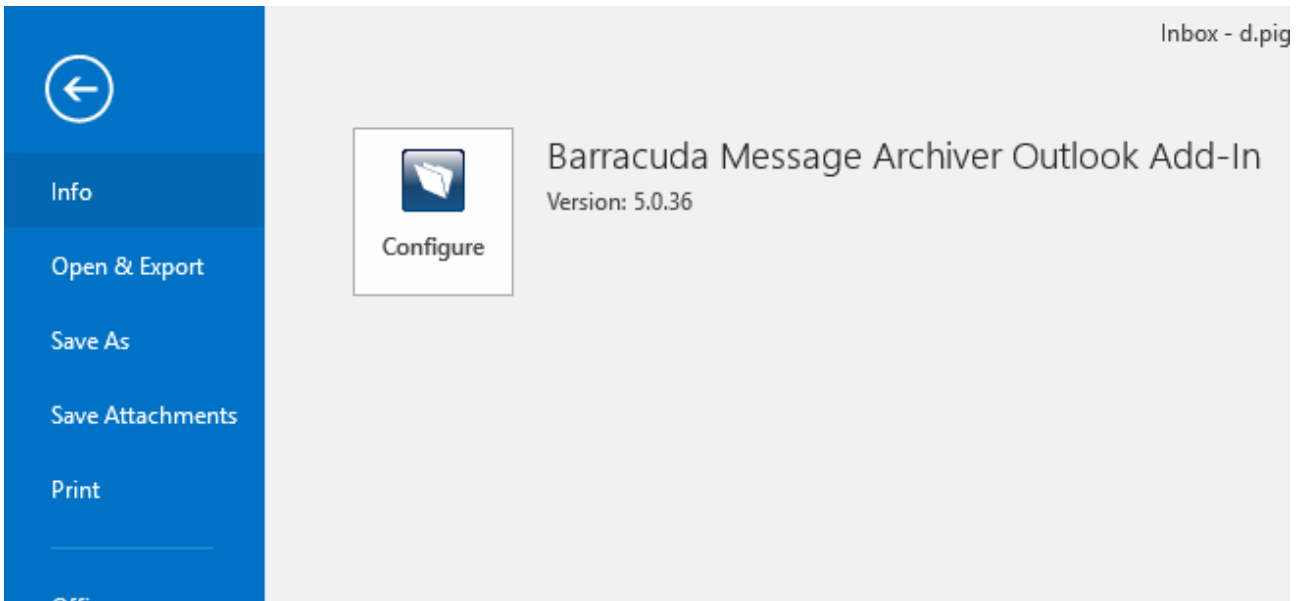 Inbox - d.pig
Info
Open & Export
Save As
Save Attachments
Print
Configure
Barracuda Message Archiver Outlook Add-In
Version: 5.0.36